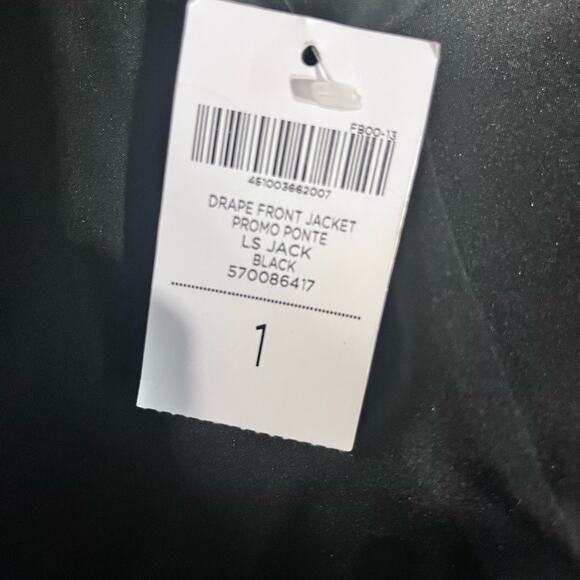 FB00-13
451003662007
DRAPE FRONT JACKET
PROMO PONTE
LS JACK
BLACK
570086417
1